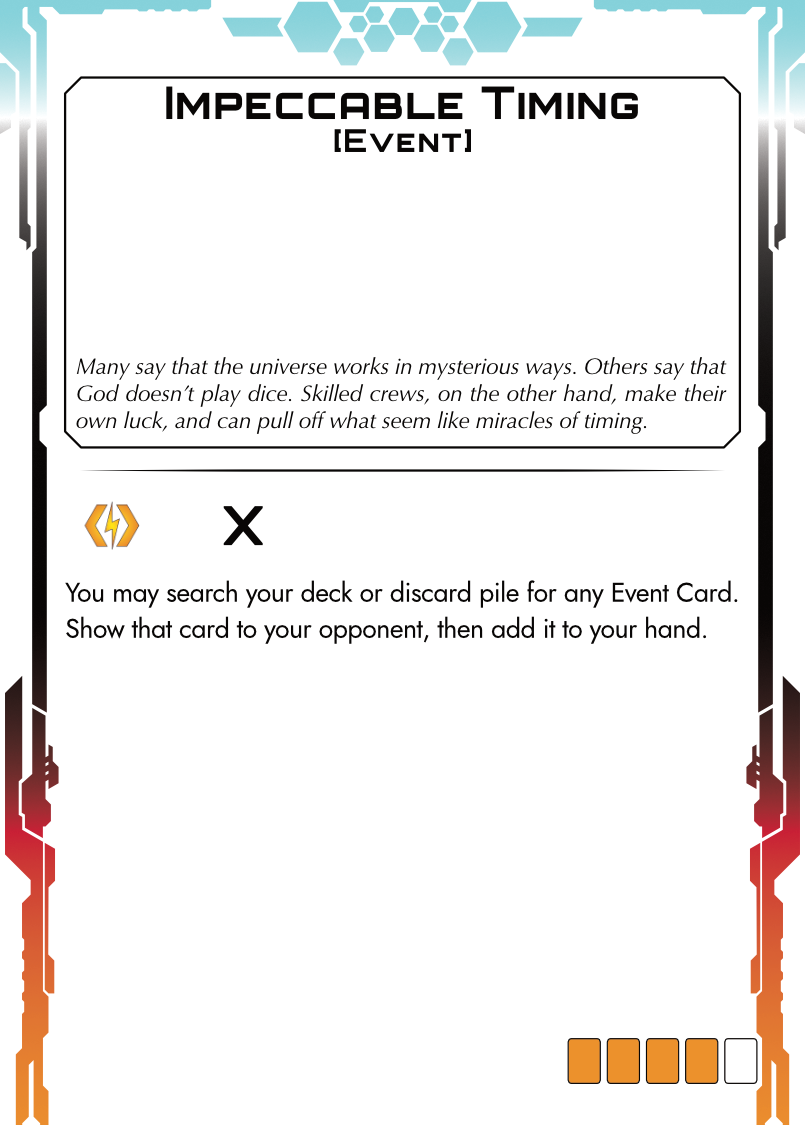 Impeccable Timing
[Event]
Many say that the universe works in mysterious ways. Others say that
God doesn’t play dice. Skilled crews, on the other hand, make their
own luck, and can pull off what seem like miracles of timing.
X
You may search your deck or discard pile for any Event Card.
Show that card to your opponent, then add it to your hand.